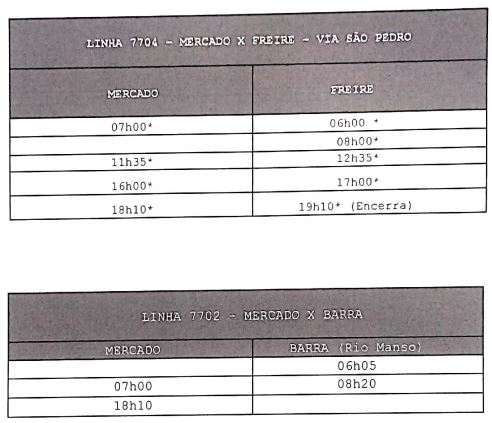 LINHA 7704 - MERCADO X FREIRE - VIA SÃO PEDRO
MERCADO FREIRE
07h00* 06h00 *
08h00*
11h35* 12h35*
16h00* 17h00*
18h10* 19h10* (Encerra)
LINHA 7702 - MERCADO X BARRA
MERCADO BARRA (Rio Manso)
06h05
07h00 08h20
18h10